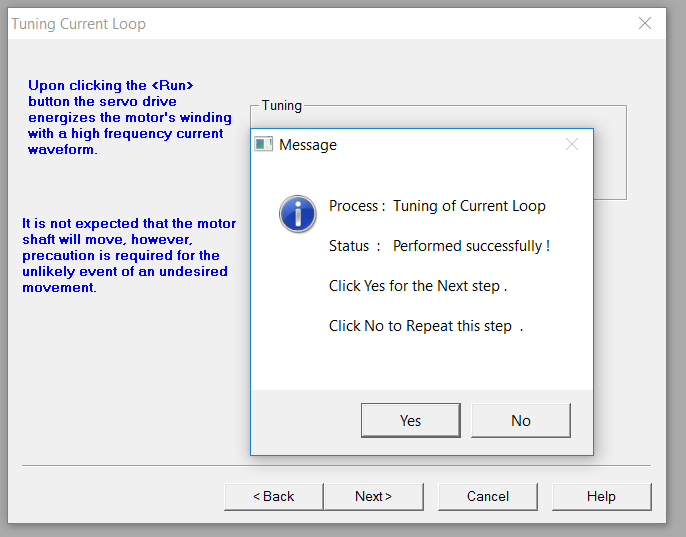 Tuning Current Loop
Upon clicking the <Run>
button the servo drive
energizes the motor's winding
with a high frequency current
waveform.
It is not expected that the motor
shaft will move, however,
precaution is required for the
unlikely event of an undesired
movement.
Tuning
Message
Process : Tuning of Current Loop
Status : Performed successfully !
Click Yes for the Next step .
Click No to Repeat this step .
Yes No
< Back Next > Cancel Help